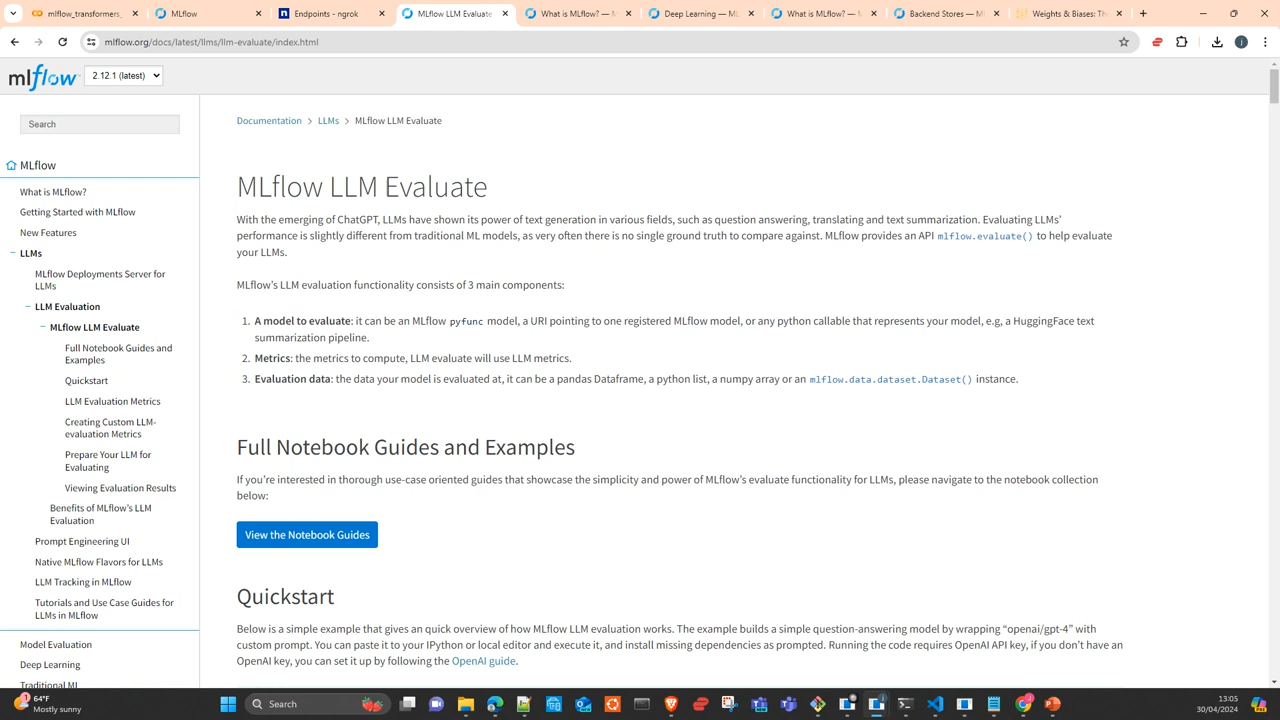 mlflow_transformers_
MLflow
Endpoints - ngrok
MLflow LLM Evaluate
What is MLflow? — M
Deep Learning — ML
What is MLflow? — M
Backend Stores — M
Weights & Biases: Th
mlflow.org/docs/latest/llms/llm-evaluate/index.html
mlflow
2.12.1 (latest)
Search
MLflow
What is MLflow?
Getting Started with MLflow
New Features
LLMs
MLflow Deployments Server for
LLMs
LLM Evaluation
MLflow LLM Evaluate
Full Notebook Guides and
Examples
Quickstart
LLM Evaluation Metrics
Creating Custom LLM-
evaluation Metrics
Prepare Your LLM for
Evaluating
Viewing Evaluation Results
Benefits of MLflow's LLM
Evaluation
Prompt Engineering UI
Native MLflow Flavors for LLMs
LLM Tracking in MLflow
Tutorials and Use Case Guides for
LLMs in MLflow
Model Evaluation
Deep Learning
Traditional ML
Documentation > LLMs > MLflow LLM Evaluate
MLflow LLM Evaluate
With the emerging of ChatGPT, LLMs have shown its power of text generation in various fields, such as question answering, translating and text summarization. Evaluating LLMs'
performance is slightly different from traditional ML models, as very often there is no single ground truth to compare against. MLflow provides an API mlflow.evaluate() to help evaluate
your LLMs.
MLflow's LLM evaluation functionality consists of 3 main components:
1. A model to evaluate: it can be an MLflow pyfunc model, a URI pointing to one registered MLflow model, or any python callable that represents your model, e.g, a HuggingFace text
summarization pipeline.
2. Metrics: the metrics to compute, LLM evaluate will use LLM metrics.
3. Evaluation data: the data your model is evaluated at, it can be a pandas Dataframe, a python list, a numpy array or an mlflow.data.dataset.Dataset() instance.
Full Notebook Guides and Examples
If you're interested in thorough use-case oriented guides that showcase the simplicity and power of MLflow's evaluate functionality for LLMs, please navigate to the notebook collection
below:
View the Notebook Guides
Quickstart
Below is a simple example that gives an quick overview of how MLflow LLM evaluation works. The example builds a simple question-answering model by wrapping "openai/gpt-4" with
custom prompt. You can paste it to your IPython or local editor and execute it, and install missing dependencies as prompted. Running the code requires OpenAI API key, if you don't have an
OpenAI key, you can set it up by following the OpenAI guide.
64°F
Mostly sunny
Search
13:05
30/04/2024